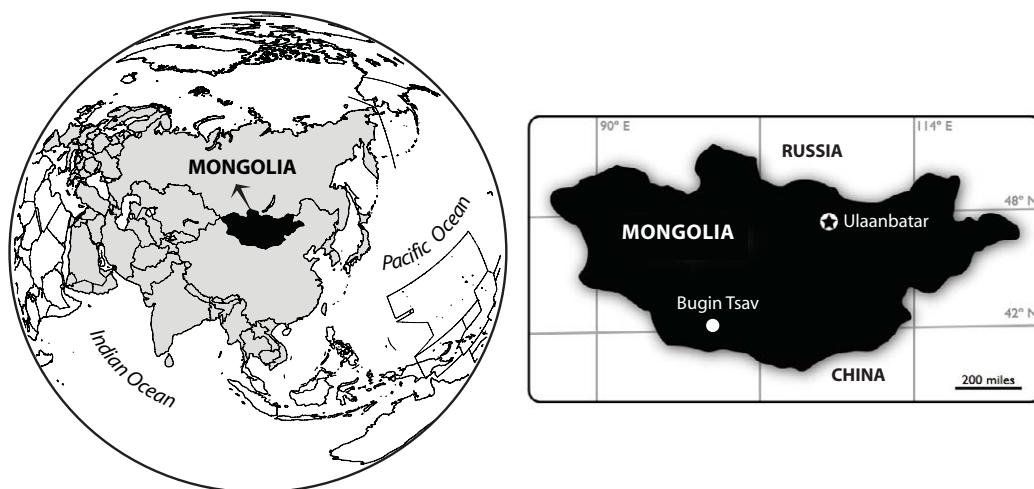 MONGOLIA
Pacific Ocean
Indian Ocean
90° E
114° E
RUSSIA
48° N
Ulaanbatar
MONGOLIA
Bugin Tsav
42° N
CHINA
200 miles